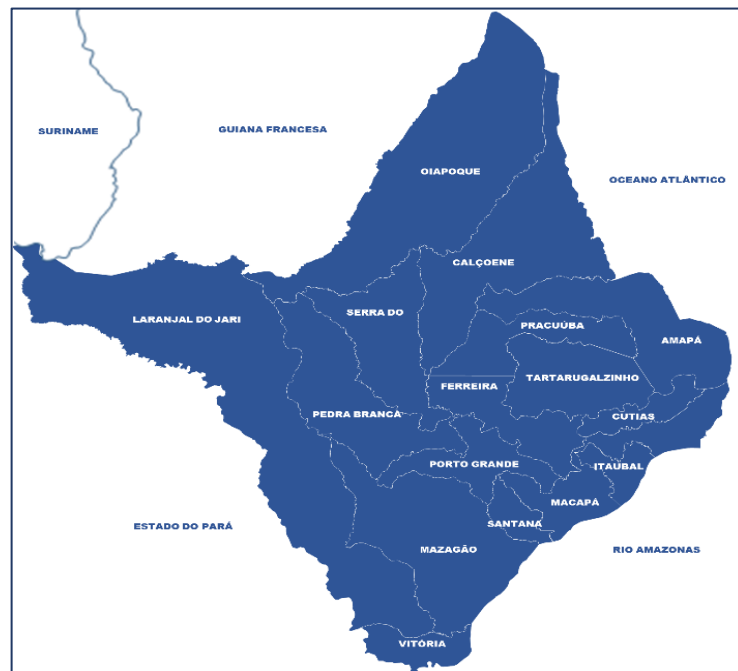 SURINAME
GUIANA FRANCESA
OIAPOQUE
OCEANO ATLÂNTICO
CALÇOENE
LARANJAL DO JARI
SERRA DO
PRACUÚBA
AMAPÁ
TARTARUGALZINHO
FERREIRA
PEDRA BRANCA
CUTIAS
PORTO GRANDE
ITAUBAL
MACAPÁ
SANTANA
ESTADO DO PARÁ
MAZAGÃO
RIO AMAZONAS
VITÓRIA